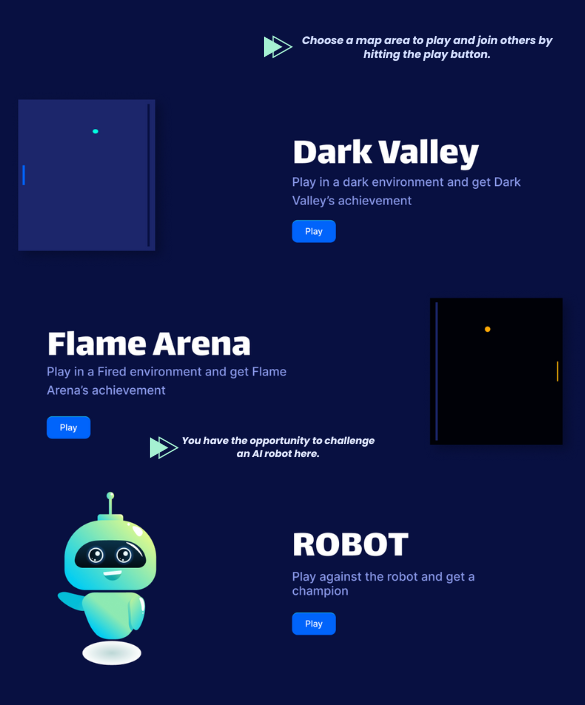 Choose a map area to play and join others by
hitting the play button.
Dark Valley
Play in a dark environment and get Dark
Valley's achievement
Play
Flame Arena
Play in a Fired environment and get Flame
Arena's achievement
Play
You have the opportunity to challenge
an AI robot here.
ROBOT
Play against the robot and get a
champion
Play